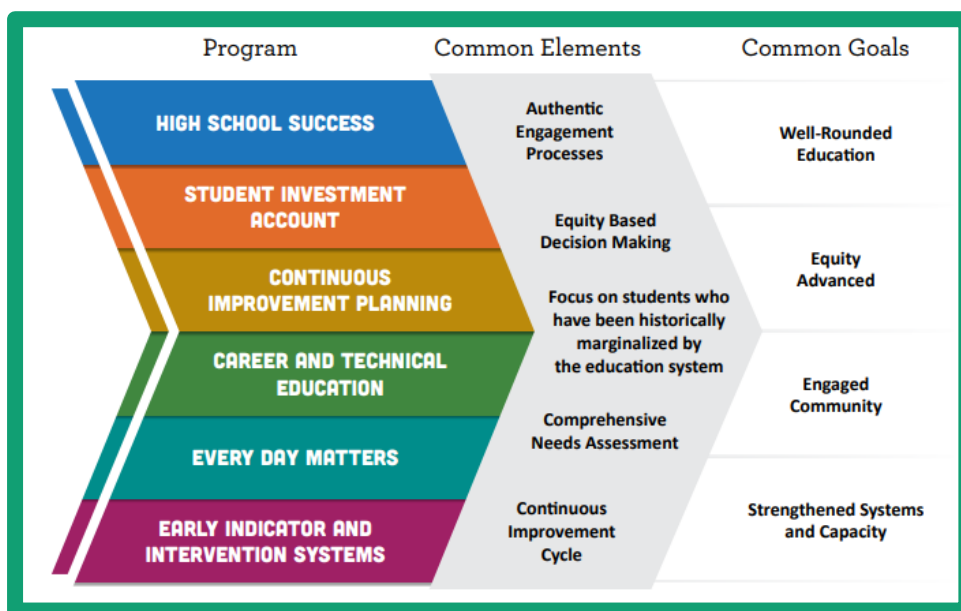 Program
Common Elements
Common Goals
HIGH SCHOOL SUCCESS
STUDENT INVESTMENT
ACCOUNT
CONTINUOUS
IMPROVEMENT PLANNING
CAREER AND TECHNICAL
EDUCATION
EVERY DAY MATTERS
EARLY INDICATOR AND
INTERVENTION SYSTEMS
Authentic
Engagement
Processes
Equity Based
Decision Making
Focus on students who
have been historically
marginalized by
the education system
Comprehensive
Needs Assessment
Continuous
Improvement
Cycle
Well-Rounded
Education
Equity
Advanced
Engaged
Community
Strengthened Systems
and Capacity